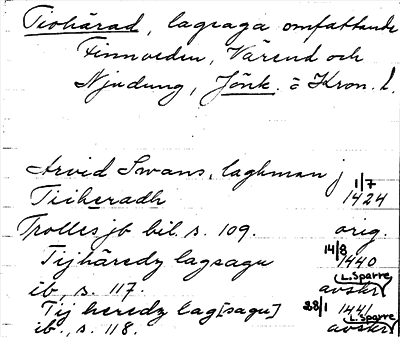 Tiohärad, lagsaga omfattande
Finnveden, Värend och
Njudung, Jönk. o Kron. l.
Arvid Swans, laghman j
Tiiheradh 1/7 1424
Trolles jb bil. s. 109. orig.
Tijhäredz lagsagu 14/8 1440
ib., s. 117. (L. Sparre) avskr.
Tij heredz lag[sagu] 28/1 144
ib., s. 118. (L. Sparre) avskr.